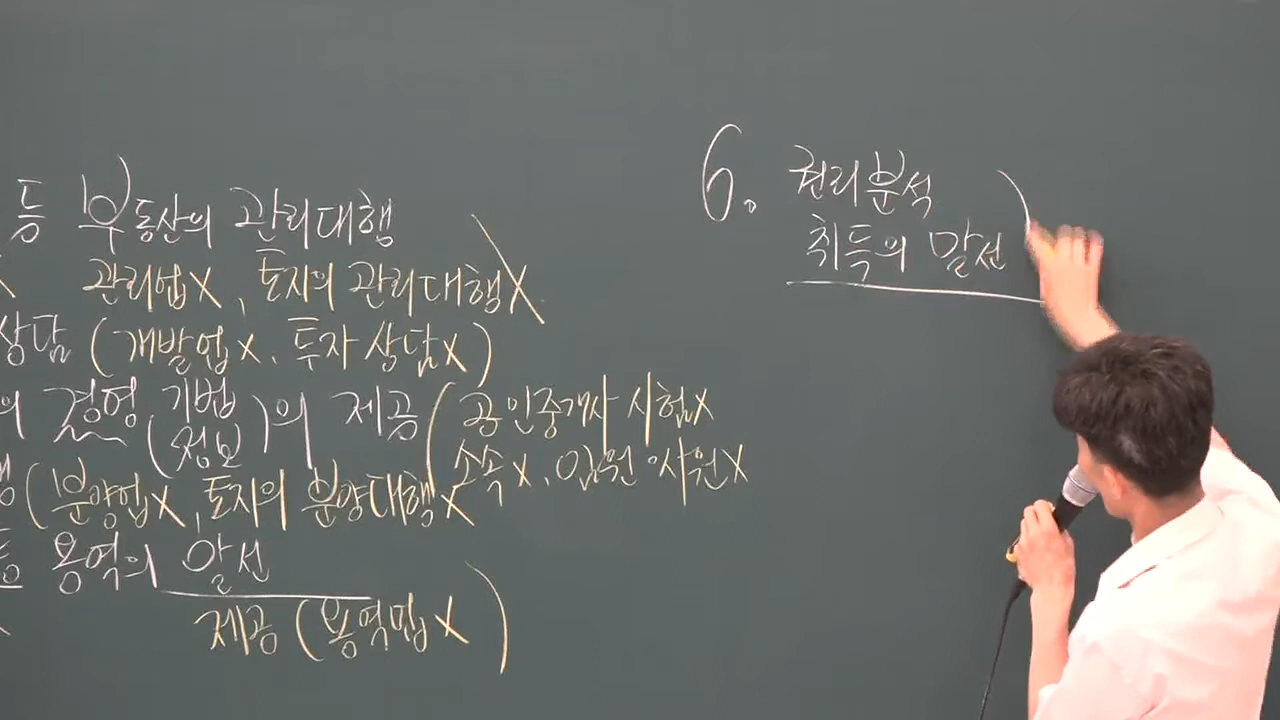 등 부동산의 관리대행
관리업X, 토지의 관리대행X
상담 (개발업X, 투자상담X)
의 경영 (기법 정보)의 제공 (공인중개사 시험X
소속X, 임원·사원X
(분양업X, 토지의 분양대행X
등 용역의 알선
제공 (용역업X)
6. 권리분석
취득의 알선